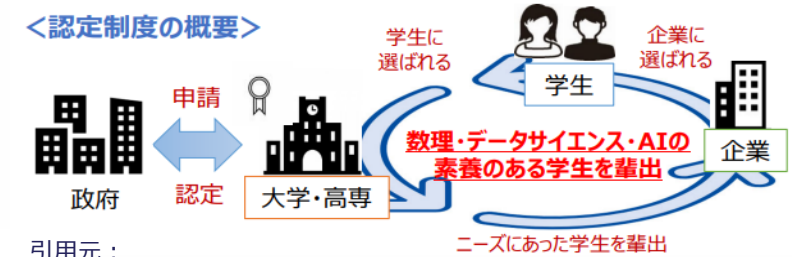 ＜認定制度の概要＞
学生に
選ばれる
企業に
選ばれる
申請
学生
数理・データサイエンス・AIの
素養のある学生を輩出
企業
政府
認定
大学・高専
ニーズにあった学生を輩出
引用元：